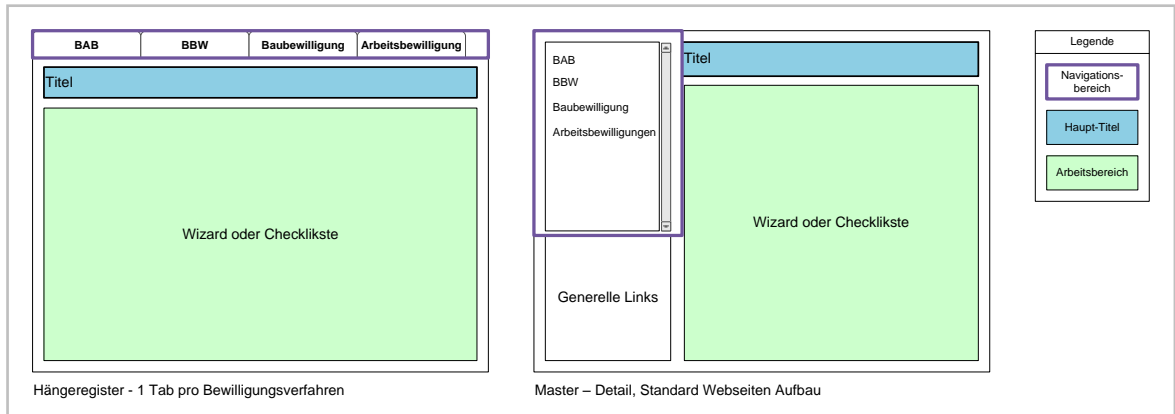 BAB
BBW
Baubewilligung
Arbeitsbewilligung
Titel
Wizard oder Checklikste
Hängeregister - 1 Tab pro Bewilligungsverfahren
BAB
BBW
Baubewilligung
Arbeitsbewilligungen
Titel
Wizard oder Checklikste
Generelle Links
Master – Detail, Standard Webseiten Aufbau
Legende
Navigations-
bereich
Haupt-Titel
Arbeitsbereich